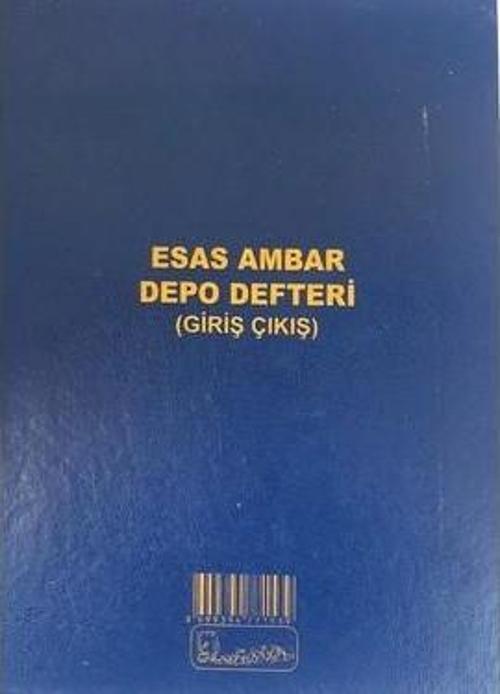 ESAS AMBAR
DEPO DEFTERİ
(GİRİŞ ÇIKIŞ)